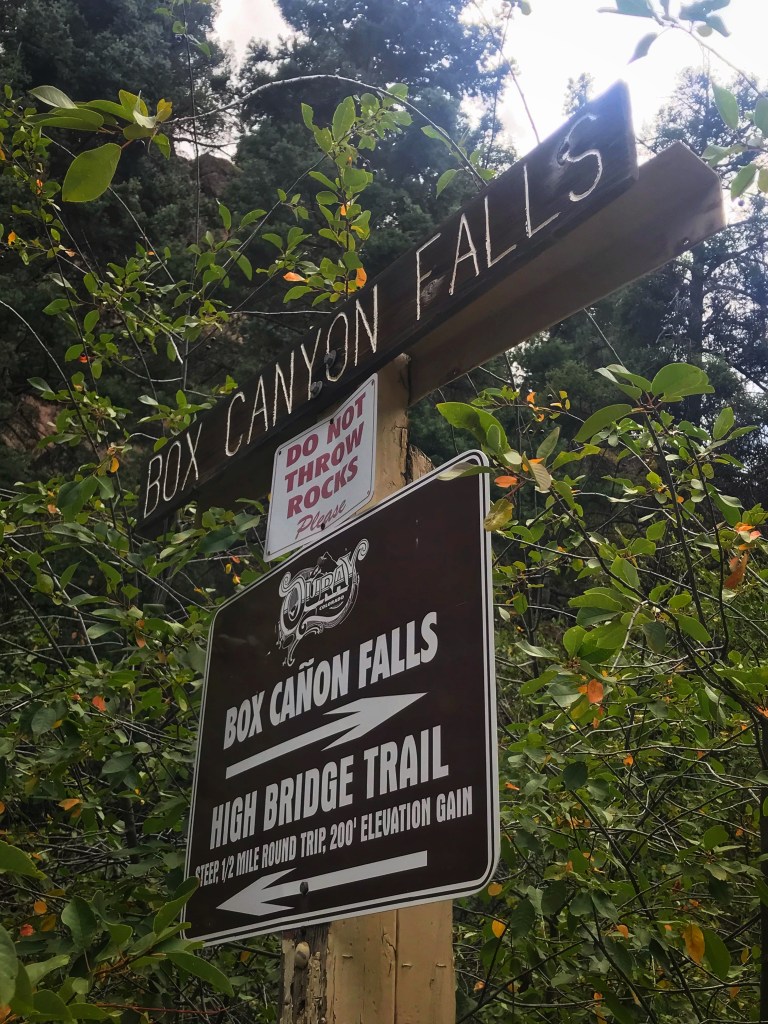 BOX CANYON FALLS
DO NOT
THROW
ROCKS
Please
OURAY
COLORADO
BOX CAÑON FALLS
HIGH BRIDGE TRAIL
STEEP, 1/2 MILE ROUND TRIP, 200' ELEVATION GAIN